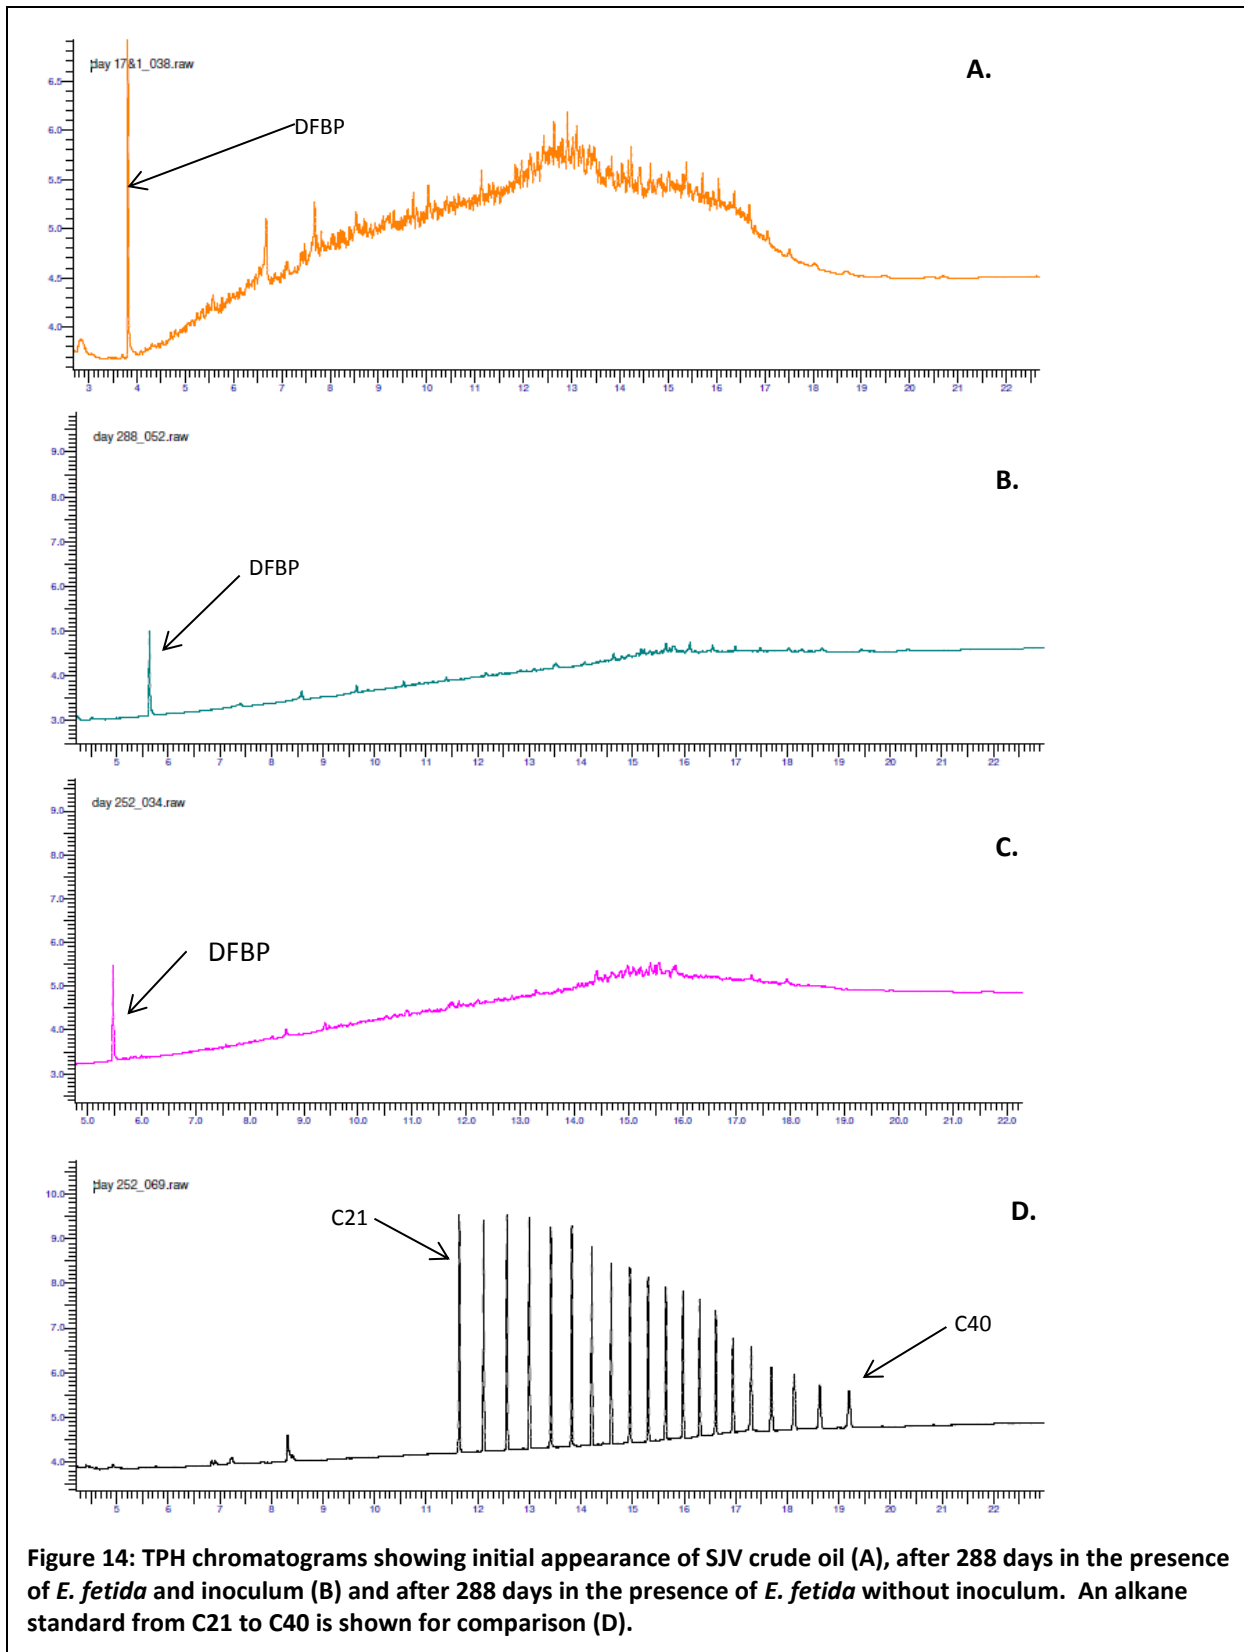 day 17&1_038.raw
A.
DFBP
6.5
6.0
5.5
5.0
4.5
4.0
3 4 5 6 7 8 9 10 11 12 13 14 15 16 17 18 19 20 21 22
day 288_052.raw
B.
DFBP
9.0
8.0
7.0
6.0
5.0
4.0
3.0
5 6 7 8 9 10 11 12 13 14 15 16 17 18 19 20 21 22
day 252_034.raw
C.
DFBP
9.0
8.0
7.0
6.0
5.0
4.0
3.0
5.0 6.0 7.0 8.0 9.0 10.0 11.0 12.0 13.0 14.0 15.0 16.0 17.0 18.0 19.0 20.0 21.0 22.0
day 252_069.raw
D.
C21
C40
10.0
9.0
8.0
7.0
6.0
5.0
4.0
5 6 7 8 9 10 11 12 13 14 15 16 17 18 19 20 21 22
Figure 14: TPH chromatograms showing initial appearance of SJV crude oil (A), after 288 days in the presence
of E. fetida and inoculum (B) and after 288 days in the presence of E. fetida without inoculum. An alkane
standard from C21 to C40 is shown for comparison (D).